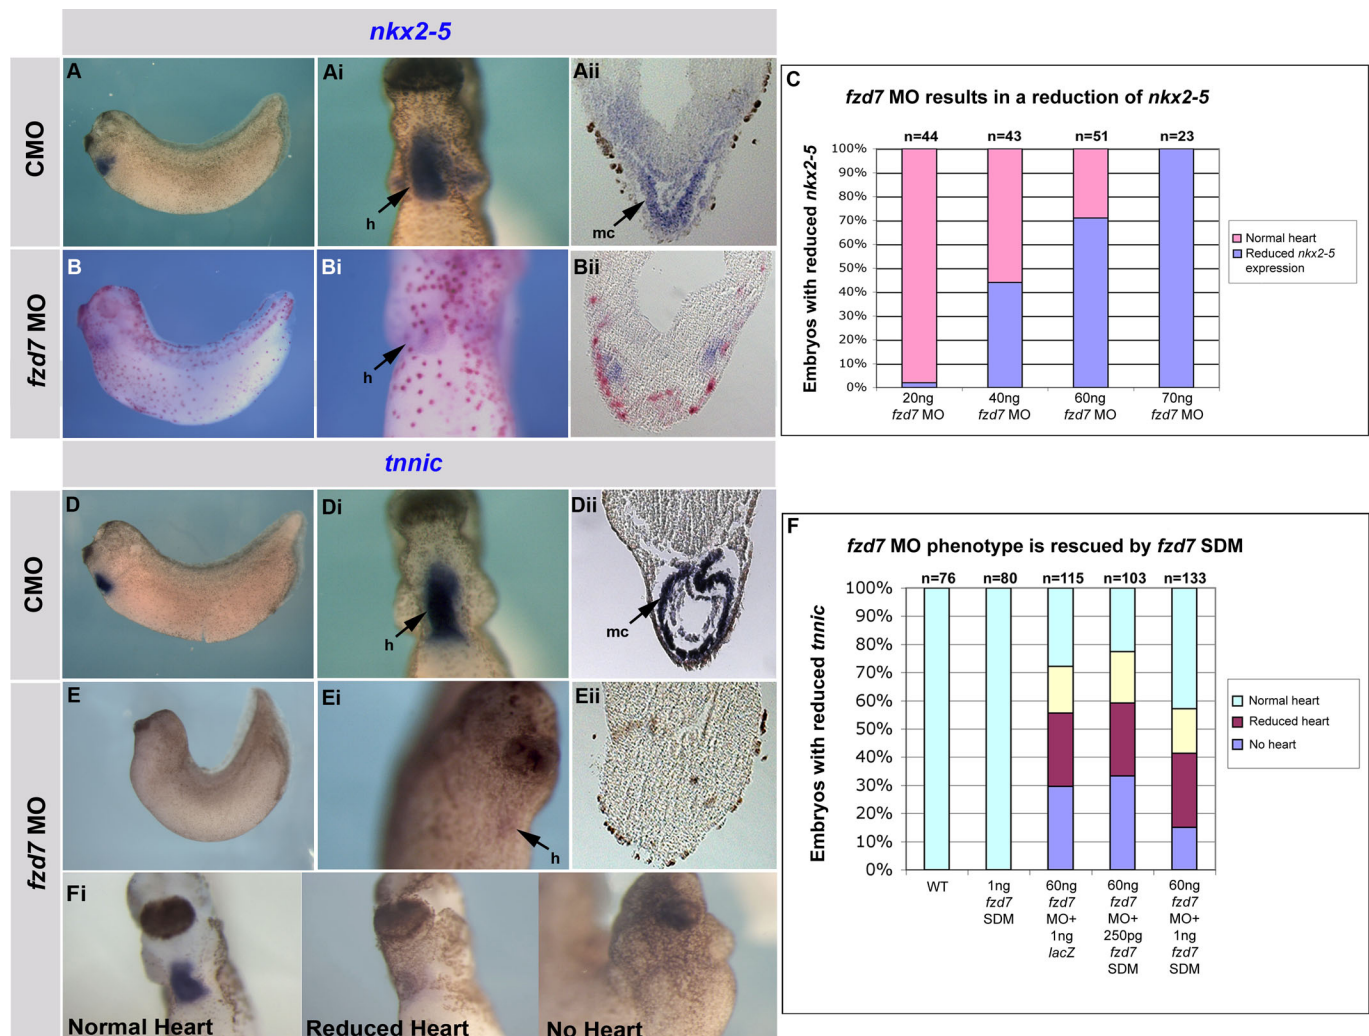 nkx2-5
CMO
A
Ai
h
Aii
mc
fzd7 MO
B
Bi
h
Bii
C
fzd7 MO results in a reduction of nkx2-5
n=44 n=43 n=51 n=23
Embryos with reduced nkx2-5
100%
90%
80%
70%
60%
50%
40%
30%
20%
10%
0%
20ng
fzd7 MO
40ng
fzd7 MO
60ng
fzd7 MO
70ng
fzd7 MO
Normal heart
Reduced nkx2-5
expression
tnnic
CMO
D
Di
h
Dii
mc
fzd7 MO
E
Ei
h
Eii
Fi
Normal Heart
Reduced Heart
No Heart
F
fzd7 MO phenotype is rescued by fzd7 SDM
n=76 n=80 n=115 n=103 n=133
Embryos with reduced tnnic
100%
90%
80%
70%
60%
50%
40%
30%
20%
10%
0%
WT
1ng
fzd7
SDM
60ng
fzd7
MO+
1ng
lacZ
60ng
fzd7
MO+
250pg
fzd7
SDM
60ng
fzd7
MO+
1ng
fzd7
SDM
Normal heart
Reduced heart
No heart